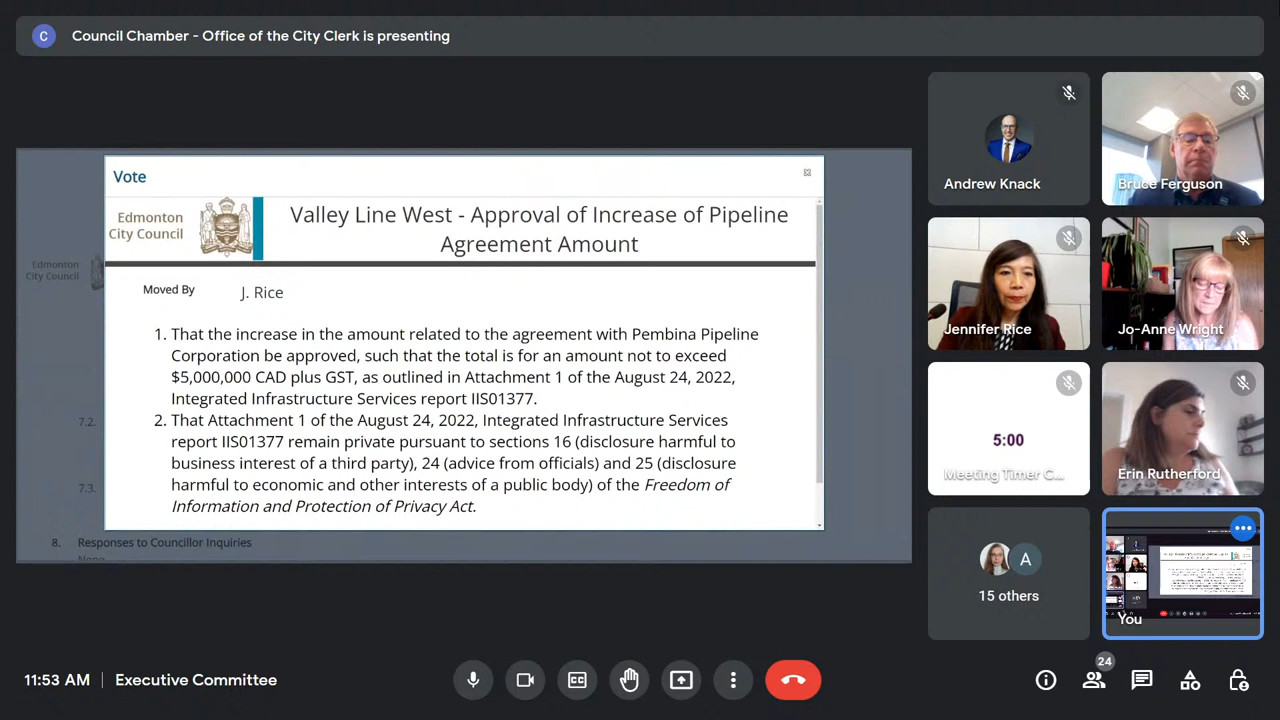 C
Council Chamber - Office of the City Clerk is presenting
Vote
Edmonton
City Council
Valley Line West - Approval of Increase of Pipeline
Agreement Amount
Edmonton
City Council
Moved By
J. Rice
1. That the increase in the amount related to the agreement with Pembina Pipeline
Corporation be approved, such that the total is for an amount not to exceed
$5,000,000 CAD plus GST, as outlined in Attachment 1 of the August 24, 2022,
Integrated Infrastructure Services report IIS01377.
2. That Attachment 1 of the August 24, 2022, Integrated Infrastructure Services
report IIS01377 remain private pursuant to sections 16 (disclosure harmful to
business interest of a third party), 24 (advice from officials) and 25 (disclosure
harmful to economic and other interests of a public body) of the Freedom of
Information and Protection of Privacy Act.
7.2.
7.3.
8. Responses to Councillor Inquiries
Andrew Knack
Bruce Ferguson
Jennifer Rice
Jo-Anne Wright
5:00
Meeting Timer C...
Erin Rutherford
A
15 others
You
11:53 AM
Executive Committee
24